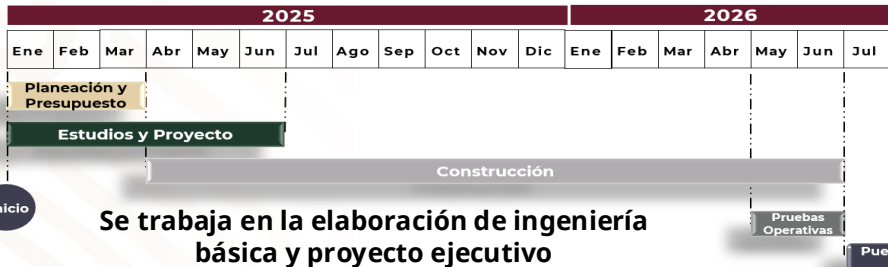 2025 2026
Ene Feb Mar Abr May Jun Jul Ago Sep Oct Nov Dic Ene Feb Mar Abr May Jun Jul
Planeación y
Presupuesto
Estudios y Proyecto
Construcción
Se trabaja en la elaboración de ingeniería
básica y proyecto ejecutivo
Pruebas
Operativas